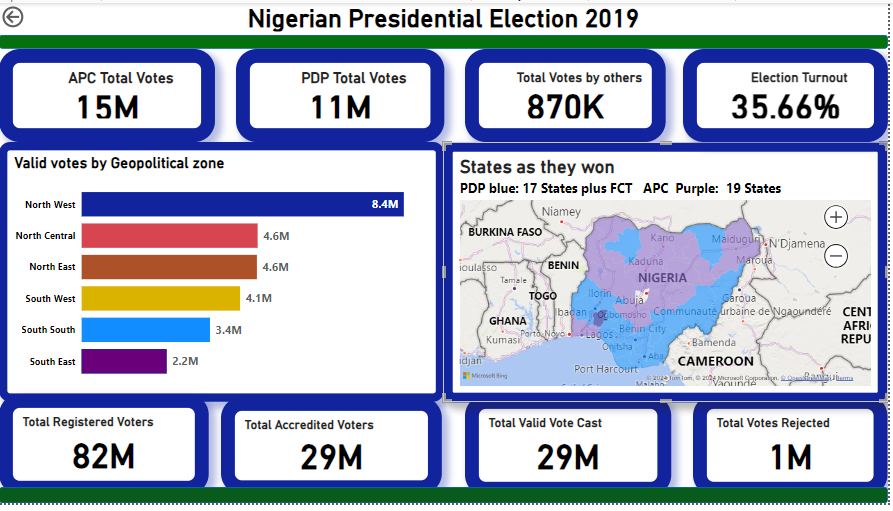 Nigerian Presidential Election 2019
APC Total Votes
15M
PDP Total Votes
11M
Total Votes by others
870K
Election Turnout
35.66%
Valid votes by Geopolitical zone
North West
8.4M
North Central
4.6M
North East
4.6M
South West
4.1M
South South
3.4M
South East
2.2M
States as they won
PDP blue: 17 States plus FCT APC Purple: 19 States
Niamey
BURKINA FASO
Kano
Maiduguri
N'Djamena
ioulasso
BENIN
Kaduna
Maroua
Tamale
NIGERIA
TOGO
Ilorin
Abuja
Garoua
GHANA
Ibadan
Ogbomosho
Communauté urbaine de Ngaoundéré
CENT
Kumasi
Porto-Novo
Lagos
Benin City
AFRI
REPU
Onitsha
Bamenda
djan
Aba
CAMEROON
Port Harcourt
Microsoft Bing
© 2024 TomTom, © 2024 Microsoft Corporation, © OpenStreetMap Terms
Yaoundé
Total Registered Voters
82M
Total Accredited Voters
29M
Total Valid Vote Cast
29M
Total Votes Rejected
1M